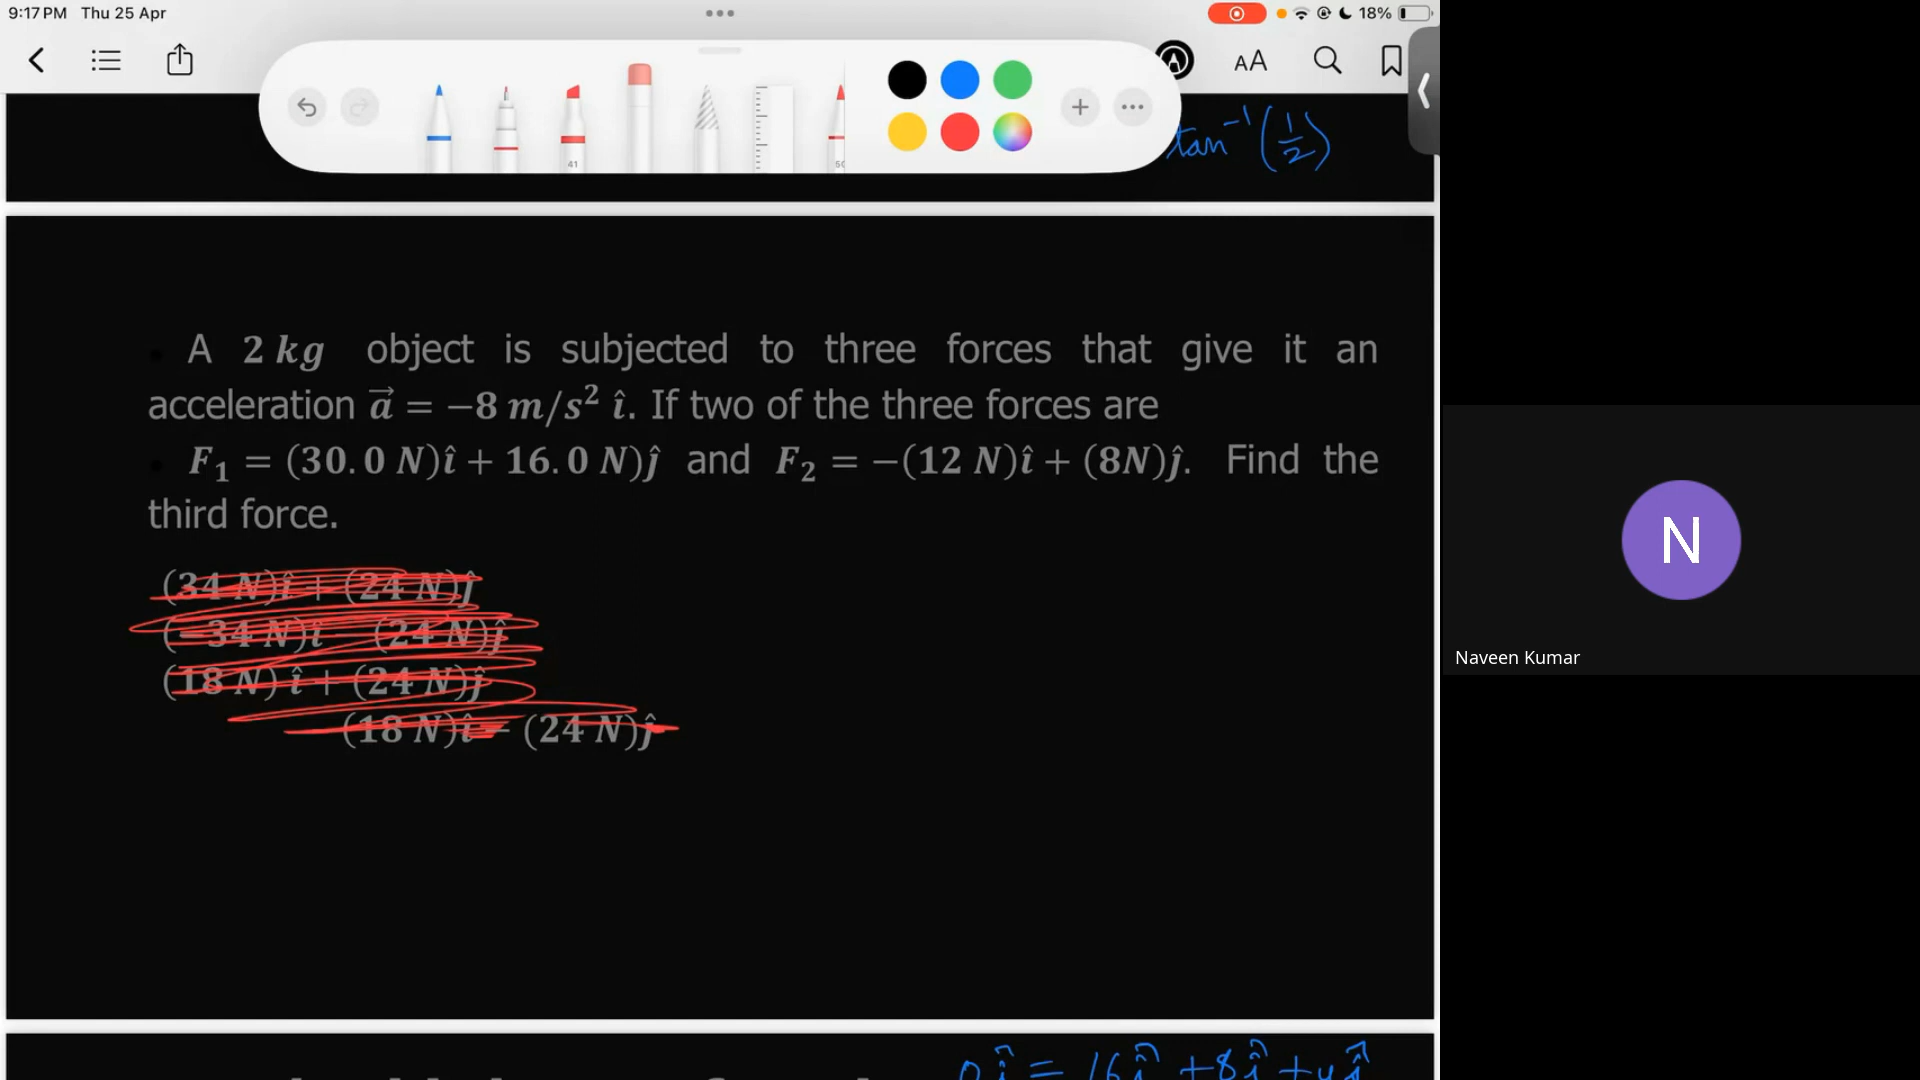 9:17 PM Thu 25 Apr
18%
AA
41
50
tan⁻¹(1/2)
A 2 kg object is subjected to three forces that give it an
acceleration a⃗ = −8 m/s² î. If two of the three forces are
F₁ = (30.0 N)î + 16.0 N)ĵ and F₂ = −(12 N)î + (8N)ĵ. Find the
third force.
(34 N)î + (24 N)ĵ
(−34 N)î − (24 N)ĵ
(18 N) î + (24 N)ĵ
(18 N)î − (24 N)ĵ
N
Naveen Kumar